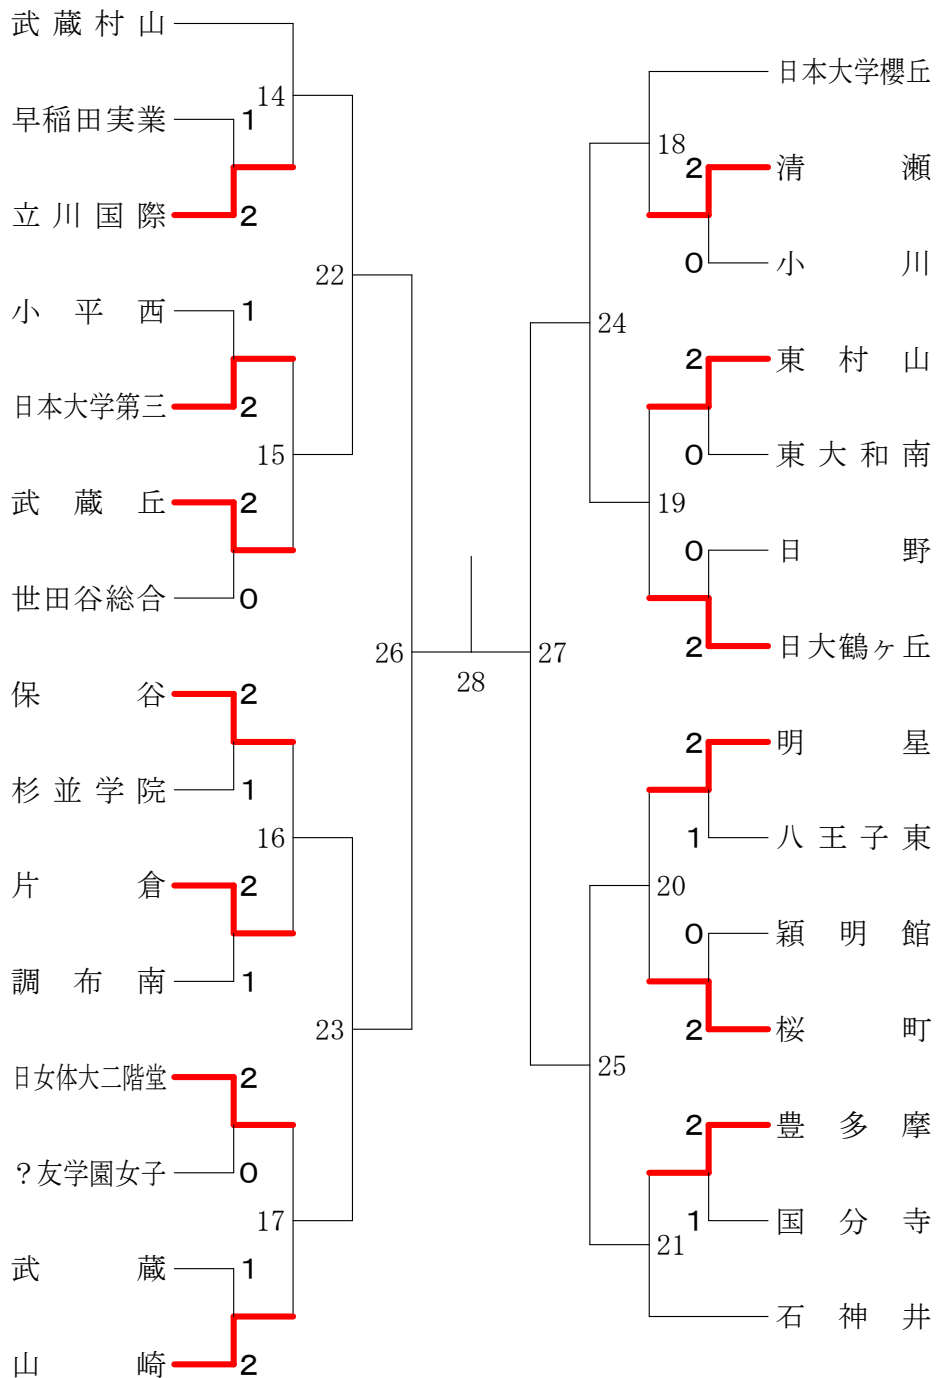 武蔵村山
14
早稲田実業 1
立川国際 2
22
小平西 1
日本大学第三 2
15
武蔵丘 2
世田谷総合 0
26
28
保谷 2
杉並学院 1
16
片倉 2
調布南 1
23
日女体大二階堂 2
?友学園女子 0
17
武蔵 1
山崎 2
日本大学櫻丘
18
2 清瀬
0 小川
24
2 東村山
0 東大和南
19
0 日野
2 日大鶴ヶ丘
27
2 明星
1 八王子東
20
0 穎明館
2 桜町
25
2 豊多摩
1 国分寺
21
石神井